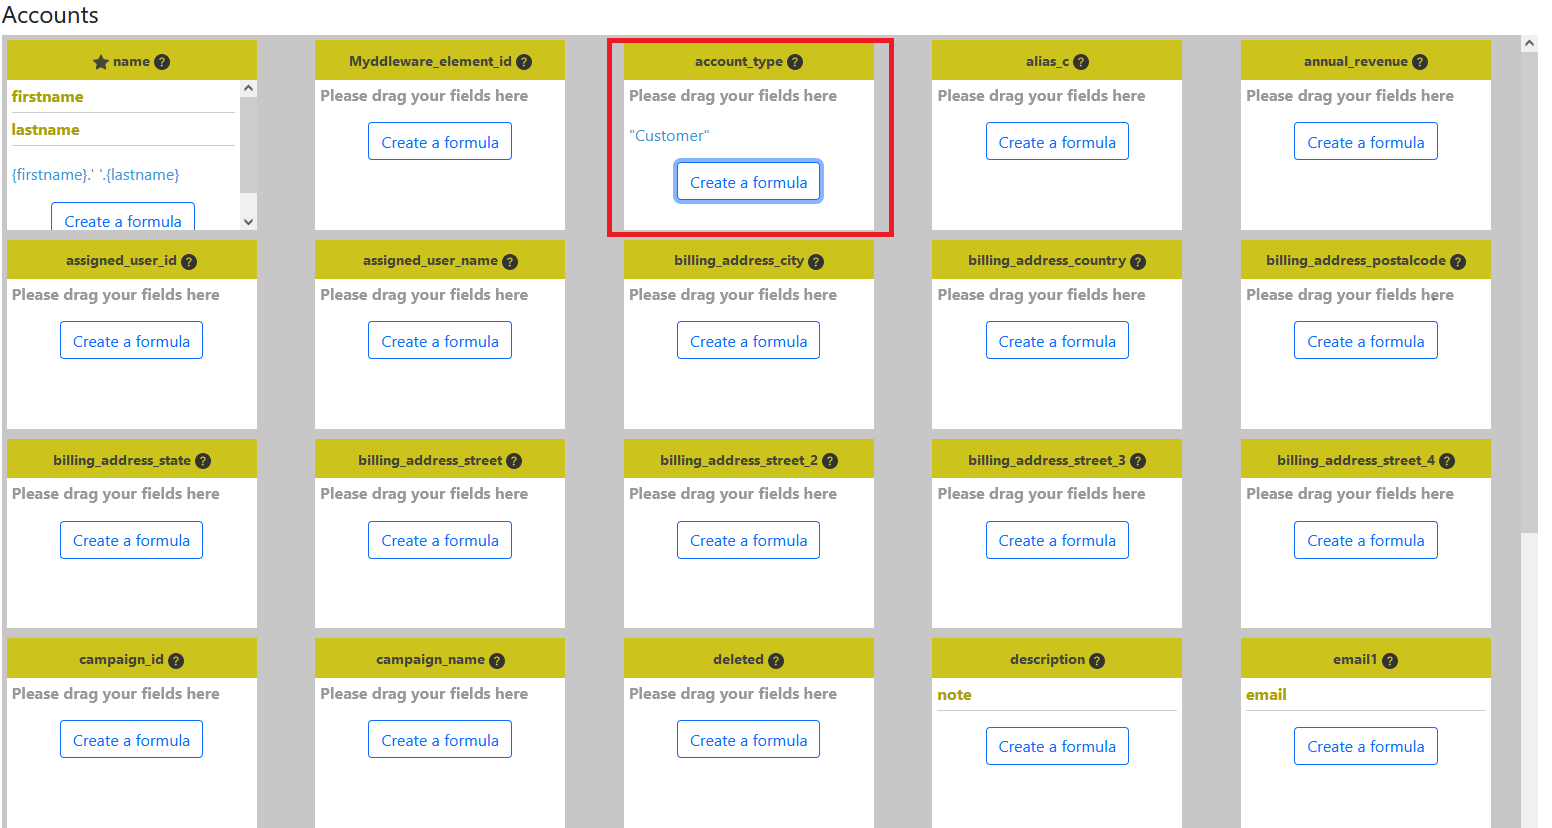 Accounts
name ?
Myddleware_element_id ?
account_type ?
alias_c ?
annual_revenue ?
firstname
lastname
{firstname}.' '.{lastname}
Create a formula
Please drag your fields here
Create a formula
Please drag your fields here
"Customer"
Create a formula
Please drag your fields here
Create a formula
Please drag your fields here
Create a formula
assigned_user_id ?
assigned_user_name ?
billing_address_city ?
billing_address_country ?
billing_address_postalcode ?
Please drag your fields here
Please drag your fields here
Please drag your fields here
Please drag your fields here
Please drag your fields here
Create a formula
Create a formula
Create a formula
Create a formula
Create a formula
billing_address_state ?
billing_address_street ?
billing_address_street_2 ?
billing_address_street_3 ?
billing_address_street_4 ?
Please drag your fields here
Please drag your fields here
Please drag your fields here
Please drag your fields here
Please drag your fields here
Create a formula
Create a formula
Create a formula
Create a formula
Create a formula
campaign_id ?
campaign_name ?
deleted ?
description ?
email1 ?
Please drag your fields here
Please drag your fields here
Please drag your fields here
note
email
Create a formula
Create a formula
Create a formula
Create a formula
Create a formula